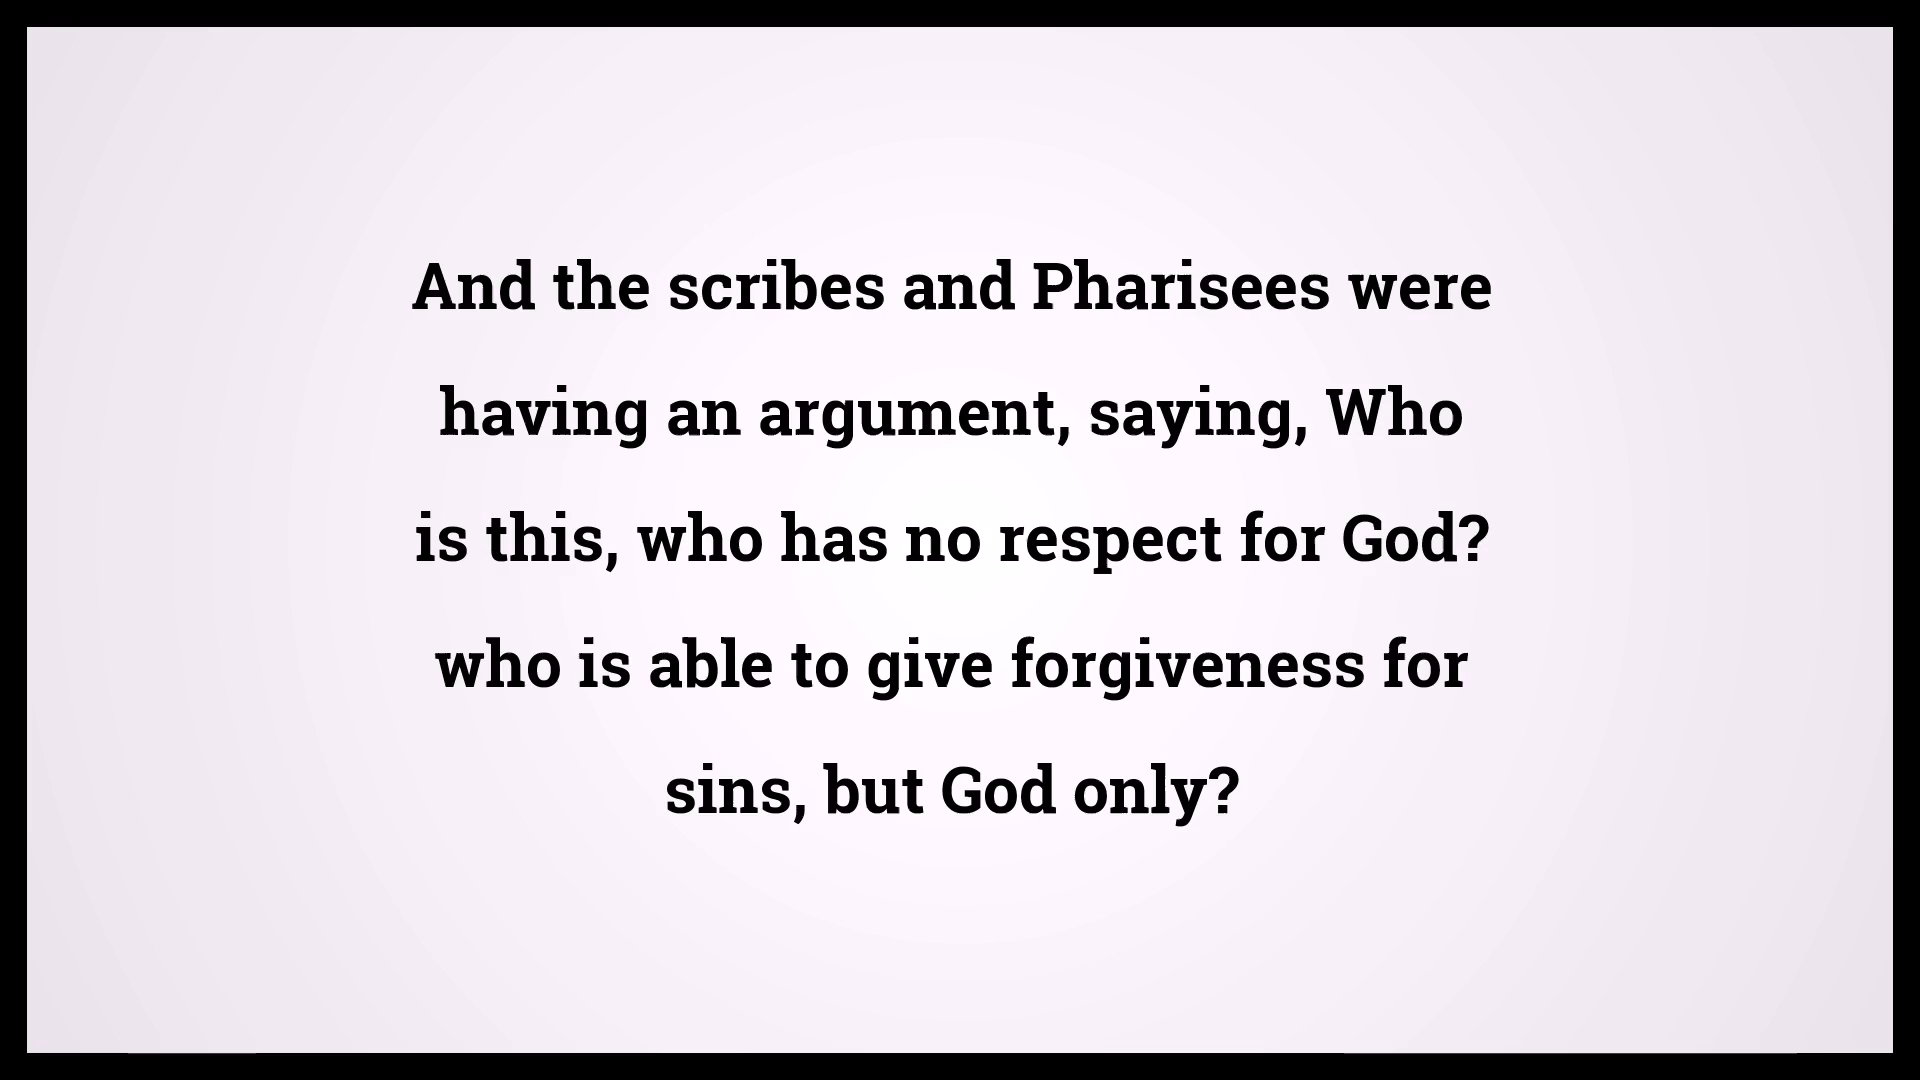 And the scribes and Pharisees were
having an argument, saying, Who
is this, who has no respect for God?
who is able to give forgiveness for
sins, but God only?